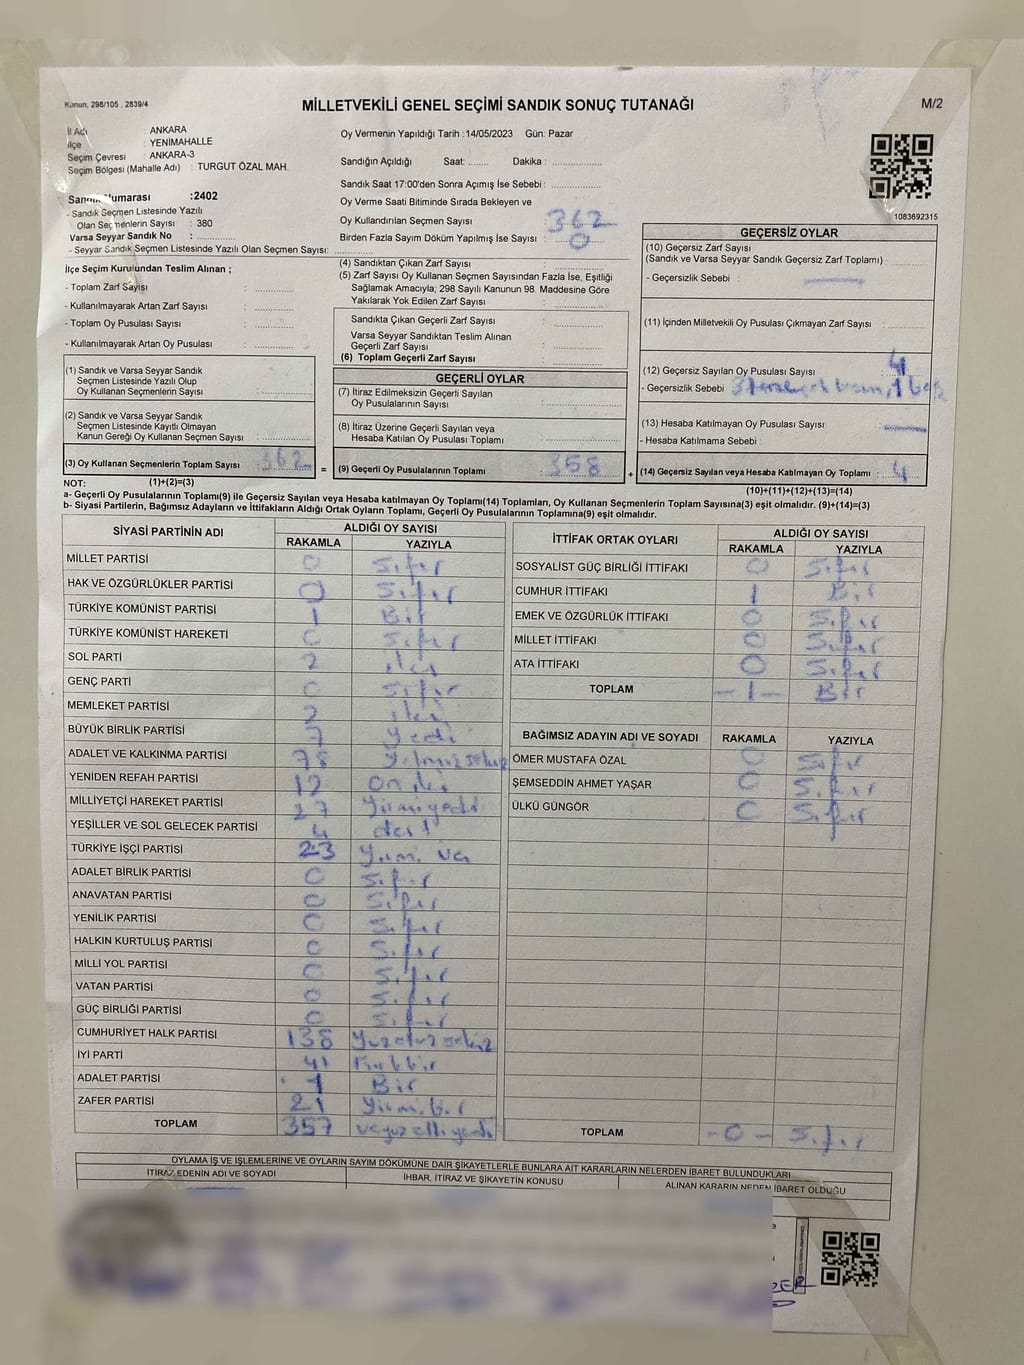 Kanun; 298/105 , 2839/4
MİLLETVEKİLİ GENEL SEÇİMİ SANDIK SONUÇ TUTANAĞI
M/2
İl Adı : ANKARA
İlçe : YENİMAHALLE
Seçim Çevresi : ANKARA-3
Seçim Bölgesi (Mahalle Adı) : TURGUT ÖZAL MAH.
Sandık Numarası :2402
- Sandık Seçmen Listesinde Yazılı
Olan Seçmenlerin Sayısı : 380
Varsa Seyyar Sandık No :
- Seyyar Sandık Seçmen Listesinde Yazılı Olan Seçmen Sayısı:
Oy Vermenin Yapıldığı Tarih :14/05/2023 Gün: Pazar
Sandığın Açıldığı Saat: Dakika :
Sandık Saat 17:00'den Sonra Açımış İse Sebebi :
Oy Verme Saati Bitiminde Sırada Bekleyen ve
Oy Kullandırılan Seçmen Sayısı : 362
Birden Fazla Sayım Döküm Yapılmış İse Sayısı : 0
1083692315
İlçe Seçim Kurulundan Teslim Alınan ;
- Toplam Zarf Sayısı :
- Kullanılmayarak Artan Zarf Sayısı :
- Toplam Oy Pusulası Sayısı :
- Kullanılmayarak Artan Oy Pusulası :
(4) Sandıktan Çıkan Zarf Sayısı :
(5) Zarf Sayısı Oy Kullanan Seçmen Sayısından Fazla İse, Eşitliği
Sağlamak Amacıyla; 298 Sayılı Kanunun 98. Maddesine Göre
Yakılarak Yok Edilen Zarf Sayısı :
Sandıkta Çıkan Geçerli Zarf Sayısı :
Varsa Seyyar Sandıktan Teslim Alınan
Geçerli Zarf Sayısı :
(6) Toplam Geçerli Zarf Sayısı :
GEÇERSİZ OYLAR
(10) Geçersiz Zarf Sayısı
(Sandık ve Varsa Seyyar Sandık Geçersiz Zarf Toplamı) :
- Geçersizlik Sebebi :
(11) İçinden Milletvekili Oy Pusulası Çıkmayan Zarf Sayısı :
(12) Geçersiz Sayılan Oy Pusulası Sayısı : 4
- Geçersizlik Sebebi :
(13) Hesaba Katılmayan Oy Pusulası Sayısı :
- Hesaba Katılmama Sebebi :
(14) Geçersiz Sayılan veya Hesaba Katılmayan Oy Toplamı : 4
(10)+(11)+(12)+(13)=(14)
(1) Sandık ve Varsa Seyyar Sandık
Seçmen Listesinde Yazılı Olup
Oy Kullanan Seçmenlerin Sayısı :
(2) Sandık ve Varsa Seyyar Sandık
Seçmen Listesinde Kayıtlı Olmayan
Kanun Gereği Oy Kullanan Seçmen Sayısı :
(3) Oy Kullanan Seçmenlerin Toplam Sayısı : 362 =
(1)+(2)=(3)
GEÇERLİ OYLAR
(7) İtiraz Edilmeksizin Geçerli Sayılan
Oy Pusulalarının Sayısı :
(8) İtiraz Üzerine Geçerli Sayılan veya
Hesaba Katılan Oy Pusulası Toplamı :
(9) Geçerli Oy Pusulalarının Toplamı : 358 +
NOT:
a- Geçerli Oy Pusulalarının Toplamı(9) ile Geçersiz Sayılan veya Hesaba katılmayan Oy Toplamı(14) Toplamları, Oy Kullanan Seçmenlerin Toplam Sayısına(3) eşit olmalıdır. (9)+(14)=(3)
b- Siyasi Partilerin, Bağımsız Adayların ve İttifakların Aldığı Ortak Oyların Toplamı, Geçerli Oy Pusulalarının Toplamına(9) eşit olmalıdır.
SİYASİ PARTİNİN ADI ALDIĞI OY SAYISI
RAKAMLA YAZIYLA
MİLLET PARTİSİ 0 Sıfır
HAK VE ÖZGÜRLÜKLER PARTİSİ 0 Sıfır
TÜRKİYE KOMÜNİST PARTİSİ 1 Bir
TÜRKİYE KOMÜNİST HAREKETİ 0 Sıfır
SOL PARTİ 2 iki
GENÇ PARTİ 0 Sıfır
MEMLEKET PARTİSİ 2 iki
BÜYÜK BİRLİK PARTİSİ 7 Yedi
ADALET VE KALKINMA PARTİSİ 78 Yetmiş sekiz
YENİDEN REFAH PARTİSİ 12 On iki
MİLLİYETÇİ HAREKET PARTİSİ 27 Yirmi yedi
YEŞİLLER VE SOL GELECEK PARTİSİ 4 dört
TÜRKİYE İŞÇİ PARTİSİ 23 Yirmi üç
ADALET BİRLİK PARTİSİ 0 Sıfır
ANAVATAN PARTİSİ 0 Sıfır
YENİLİK PARTİSİ 0 Sıfır
HALKIN KURTULUŞ PARTİSİ 0 Sıfır
MİLLİ YOL PARTİSİ 0 Sıfır
VATAN PARTİSİ 0 Sıfır
GÜÇ BİRLİĞİ PARTİSİ 0 Sıfır
CUMHURİYET HALK PARTİSİ 138 Yüzotuz sekiz
İYİ PARTİ 41 Kırk bir
ADALET PARTİSİ 1 Bir
ZAFER PARTİSİ 21 Yirmi bir
TOPLAM 357
İTTİFAK ORTAK OYLARI ALDIĞI OY SAYISI
RAKAMLA YAZIYLA
SOSYALİST GÜÇ BİRLİĞİ İTTİFAKI 0 Sıfır
CUMHUR İTTİFAKI 1 Bir
EMEK VE ÖZGÜRLÜK İTTİFAKI 0 Sıfır
MİLLET İTTİFAKI 0 Sıfır
ATA İTTİFAKI 0 Sıfır
TOPLAM -1- Bir
BAĞIMSIZ ADAYIN ADI VE SOYADI RAKAMLA YAZIYLA
ÖMER MUSTAFA ÖZAL 0 Sıfır
ŞEMSEDDİN AHMET YAŞAR 0 Sıfır
ÜLKÜ GÜNGÖR 0 Sıfır
TOPLAM -0- Sıfır
OYLAMA İŞ VE İŞLEMLERİNE VE OYLARIN SAYIM DÖKÜMÜNE DAİR ŞİKAYETLERLE BUNLARA AİT KARARLARIN NELERDEN İBARET BULUNDUKLARI
İTİRAZ EDENİN ADI VE SOYADI İHBAR, İTİRAZ VE ŞİKAYETİN KONUSU ALINAN KARARIN NEDEN İBARET OLDUĞU